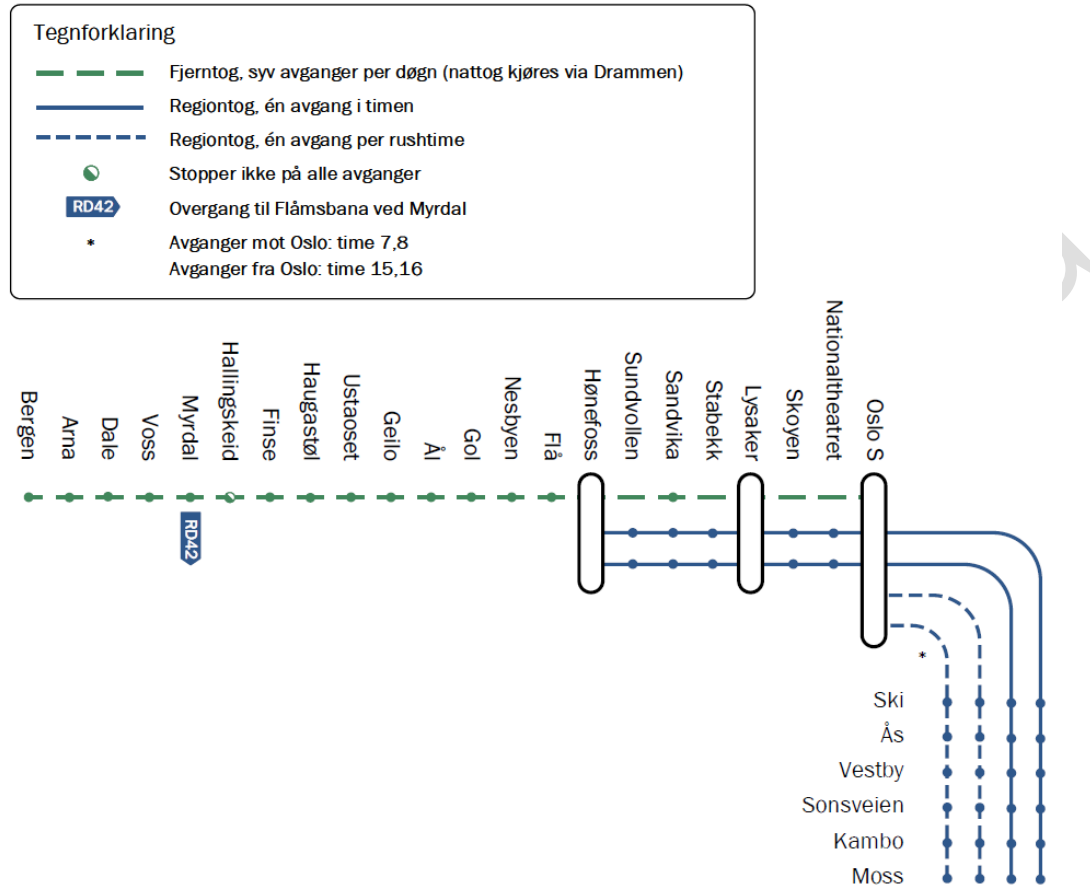 Tegnforklaring
Fjerntog, syv avganger per døgn (nattog kjøres via Drammen)
Regiontog, én avgang i timen
Regiontog, én avgang per rushtime
Stopper ikke på alle avganger
RD42 Overgang til Flåmsbana ved Myrdal
* Avganger mot Oslo: time 7,8
Avganger fra Oslo: time 15,16
Bergen
Arna
Dale
Voss
Myrdal
Hallingskeid
Finse
Haugastøl
Ustaoset
Geilo
Ål
Gol
Nesbyen
Flå
Hønefoss
Sundvollen
Sandvika
Stabekk
Lysaker
Skoyen
Nationaltheatret
Oslo S
RD42
*
Ski
Ås
Vestby
Sonsveien
Kambo
Moss